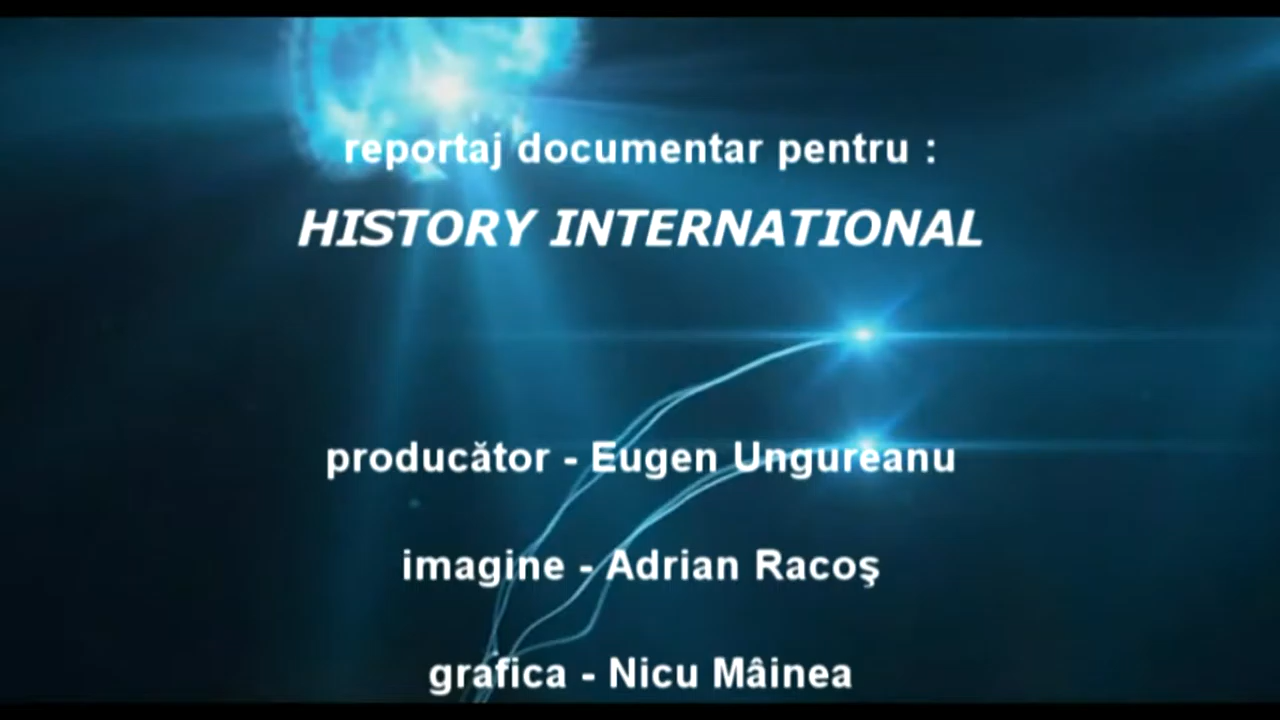 reportaj documentar pentru :
HISTORY INTERNATIONAL
producător - Eugen Ungureanu
imagine - Adrian Racoş
grafica - Nicu Mâinea